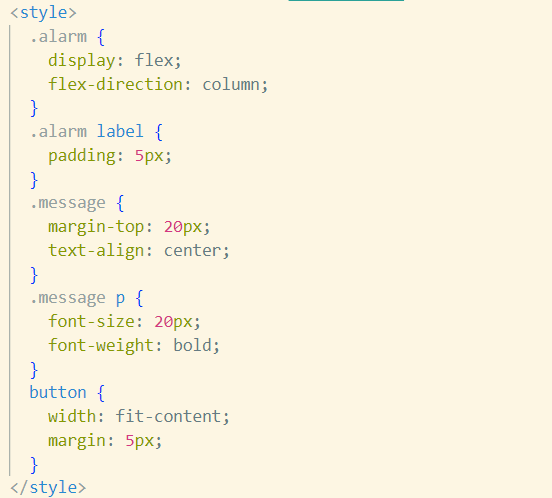 <style>
.alarm {
display: flex;
flex-direction: column;
}
.alarm label {
padding: 5px;
}
.message {
margin-top: 20px;
text-align: center;
}
.message p {
font-size: 20px;
font-weight: bold;
}
button {
width: fit-content;
margin: 5px;
}
</style>